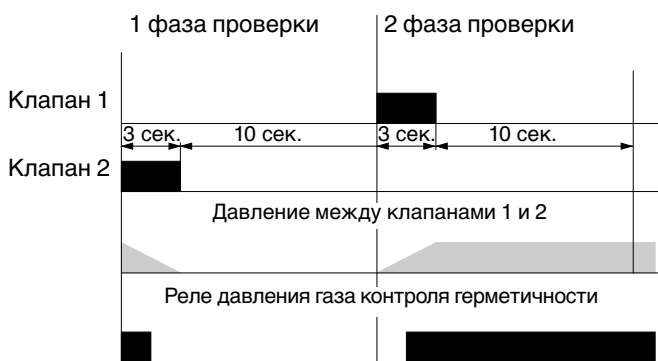 1 фаза проверки
2 фаза проверки
Клапан 1
3 сек.
10 сек.
3 сек.
10 сек.
Клапан 2
Давление между клапанами 1 и 2
Реле давления газа контроля герметичности